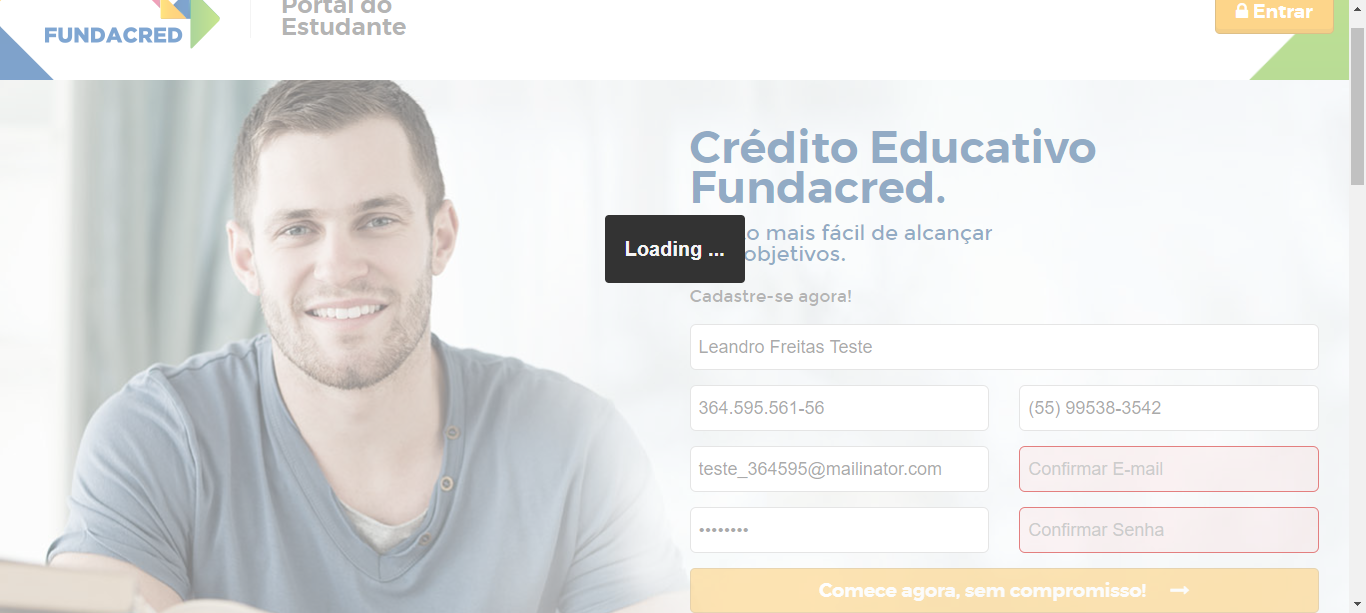 FUNDACRED
Portal do
Estudante
Entrar
Crédito Educativo
Fundacred.
o mais fácil de alcançar
objetivos.
Loading ...
Cadastre-se agora!
Leandro Freitas Teste
364.595.561-56
(55) 99538-3542
teste_364595@mailinator.com
Confirmar E-mail
••••••••
Confirmar Senha
Comece agora, sem compromisso! →